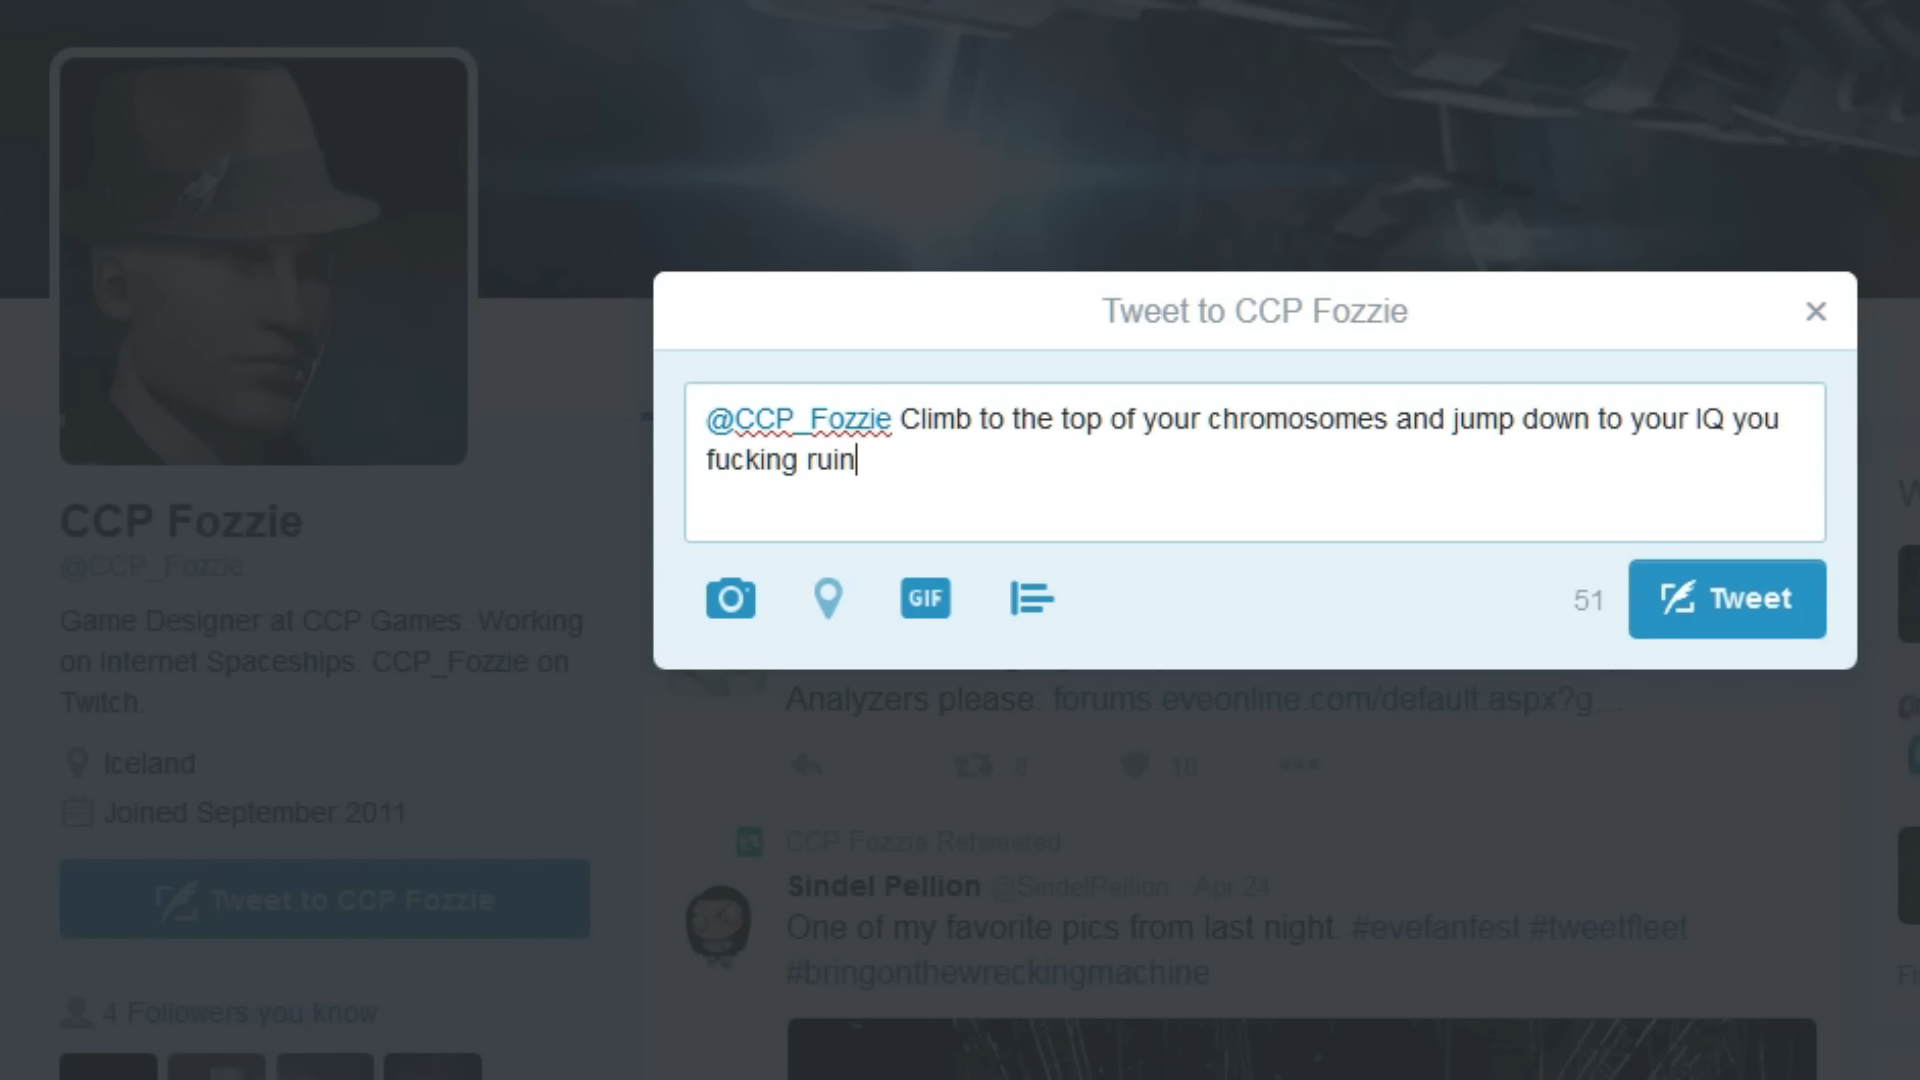 Tweet to CCP Fozzie
@CCP_Fozzie Climb to the top of your chromosomes and jump down to your IQ you
fucking ruin
GIF
51
Tweet
CCP Fozzie
@CCP_Fozzie
Game Designer at CCP Games. Working
on Internet Spaceships. CCP_Fozzie on
Twitch.
Iceland
Joined September 2011
Tweet to CCP Fozzie
4 Followers you know
Analyzers please: forums.eveonline.com/default.aspx?g...
CCP Fozzie Retweeted
Sindel Pellion @SindelPellion · Apr 24
One of my favorite pics from last night. #evefanfest #tweetfleet
#bringonthewreckingmachine